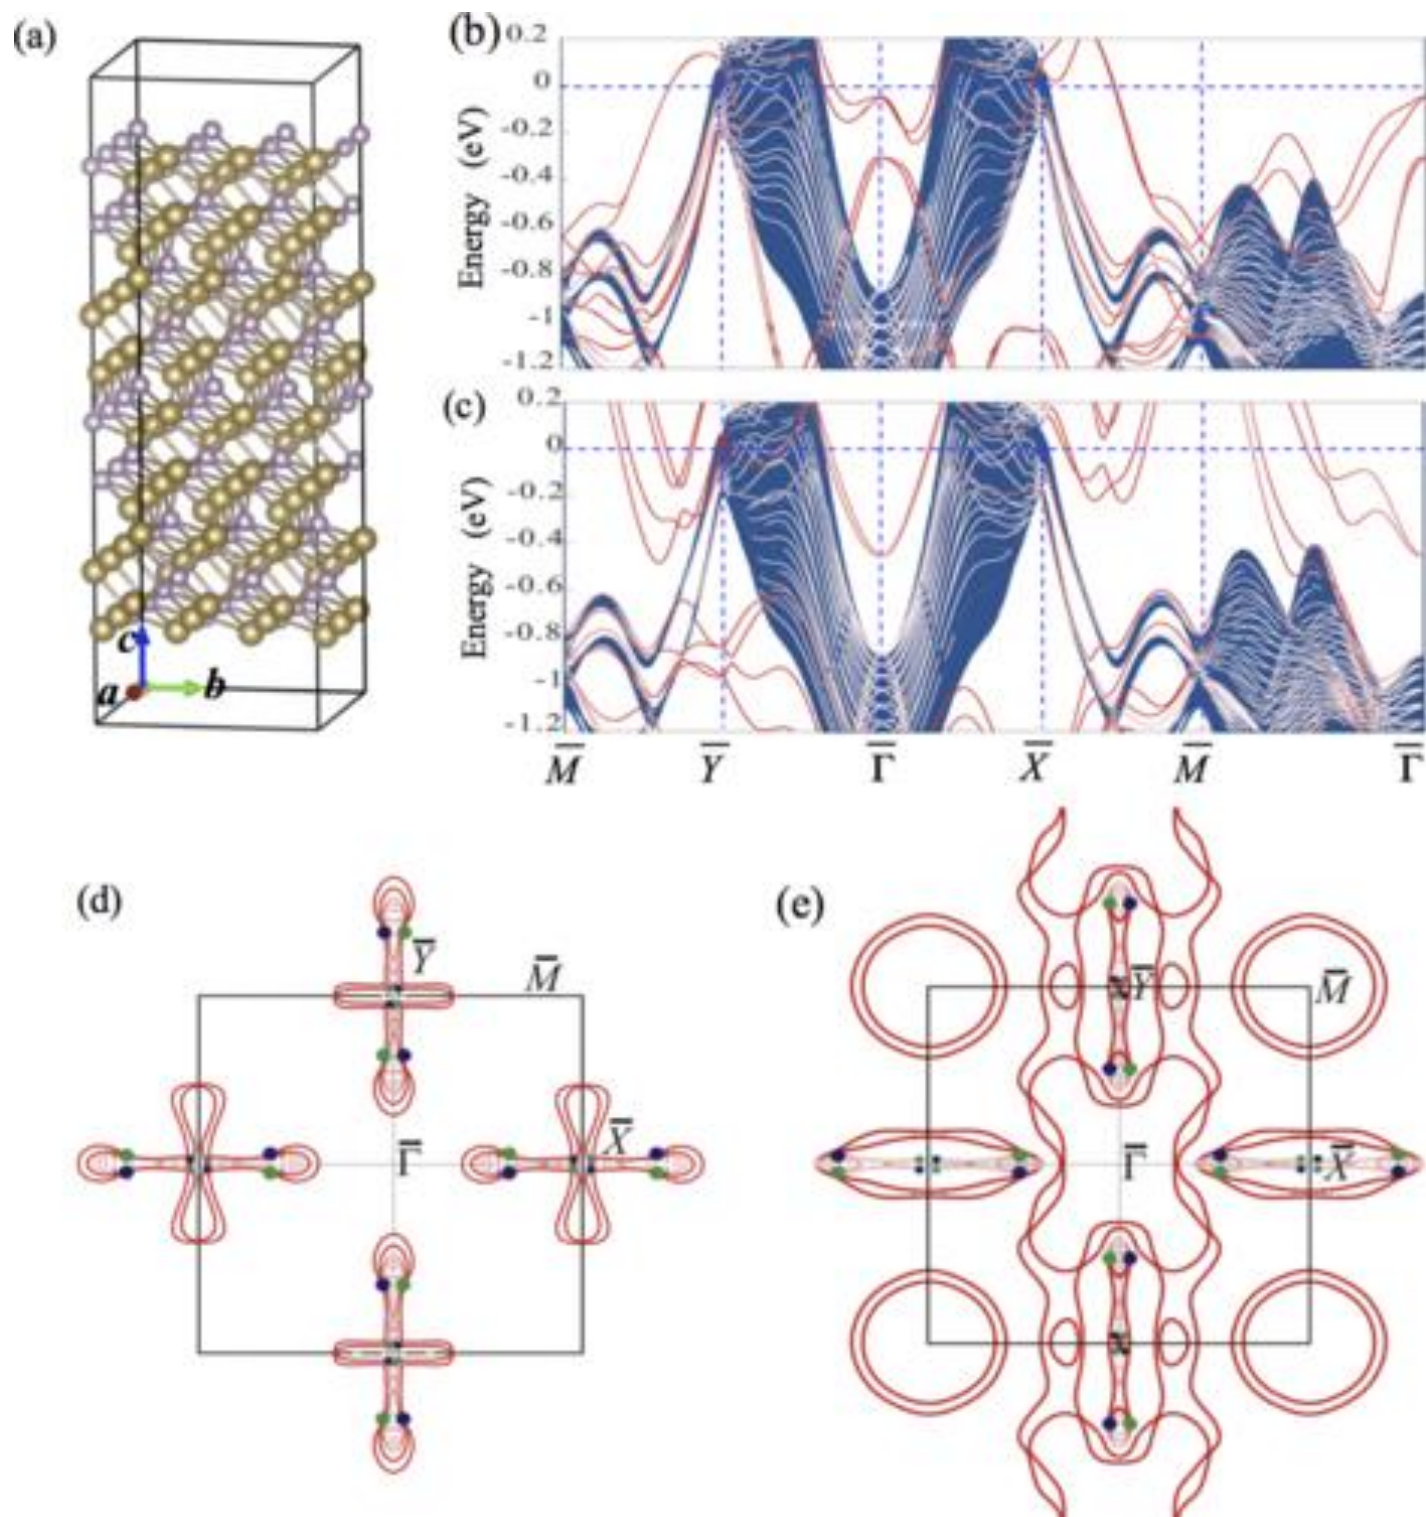 (a)
c
a
b
(b)
Energy (eV)
0.2
0
-0.2
-0.4
-0.6
-0.8
-1
-1.2
(c)
Energy (eV)
0.2
0
-0.2
-0.4
-0.6
-0.8
-1
-1.2
M̅ Y̅ Γ̅ X̅ M̅ Γ̅
(d)
Y̅
M̅
X̅
Γ̅
(e)
Y̅
M̅
Γ̅
X̅